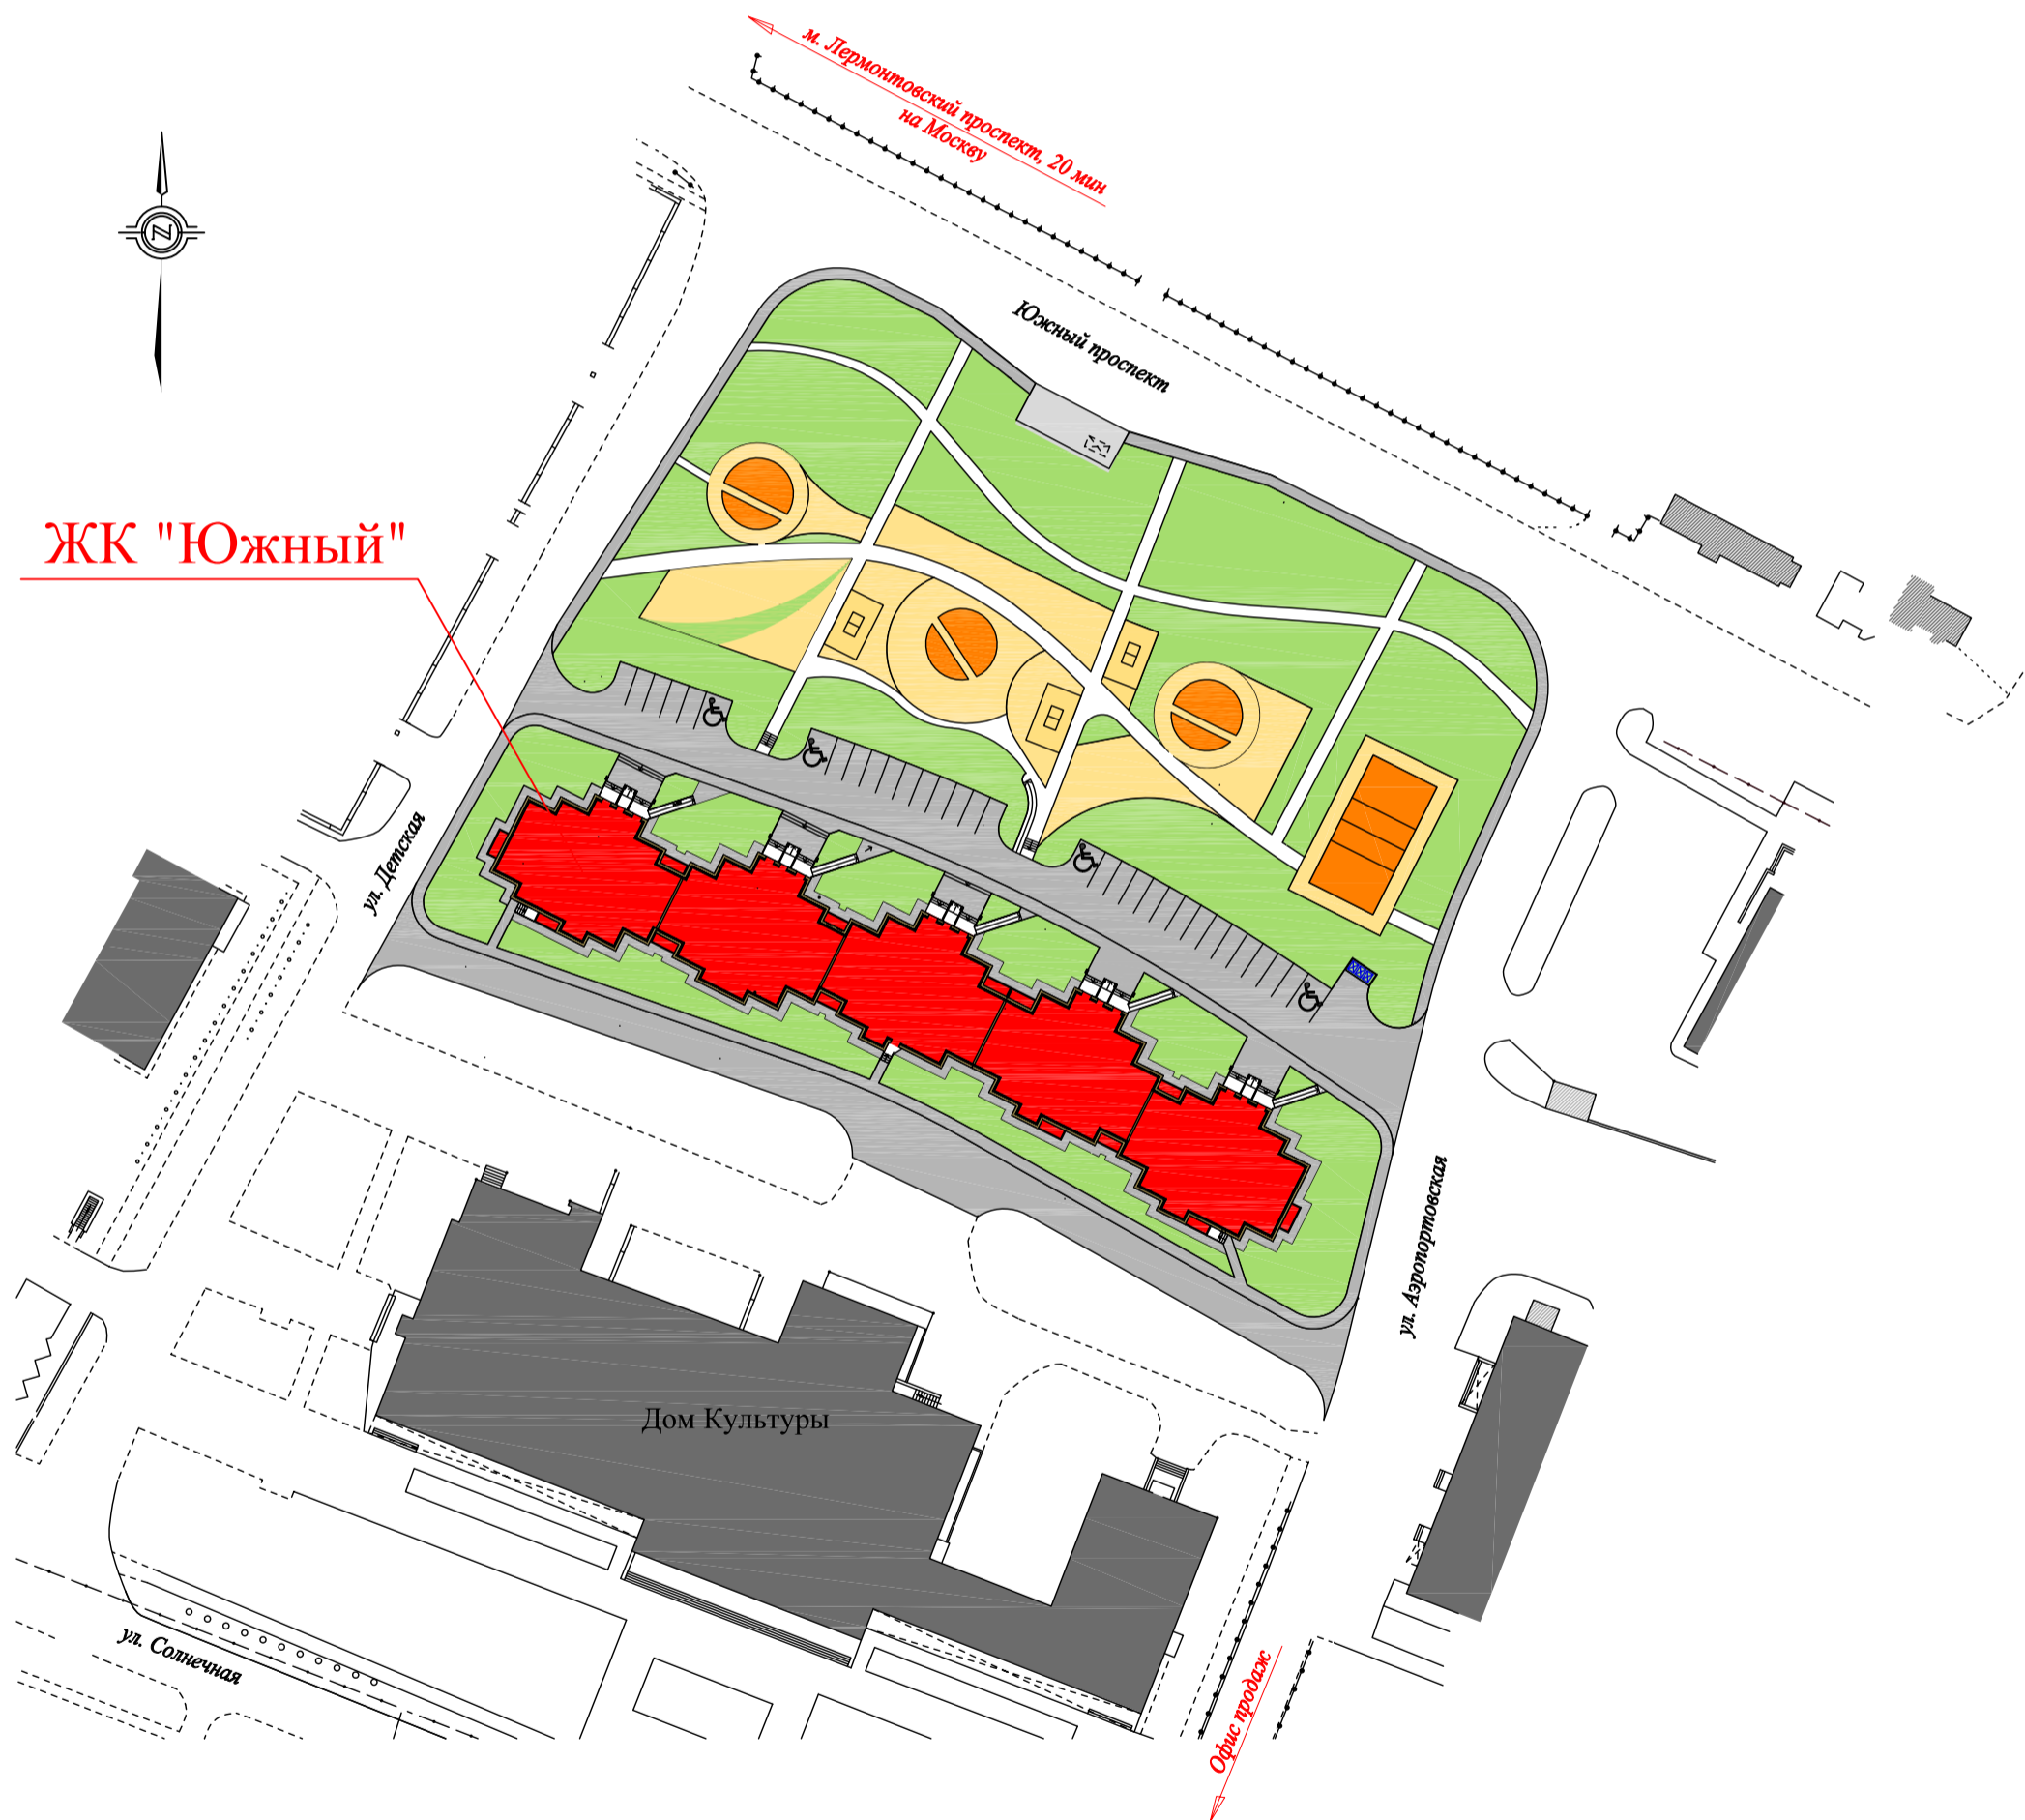 м. Лермонтовский проспект, 20 мин
на Москву
Южный проспект
ЖК "Южный"
ул. Детская
ул. Аэропортовская
Дом Культуры
ул. Солнечная
Офис продаж